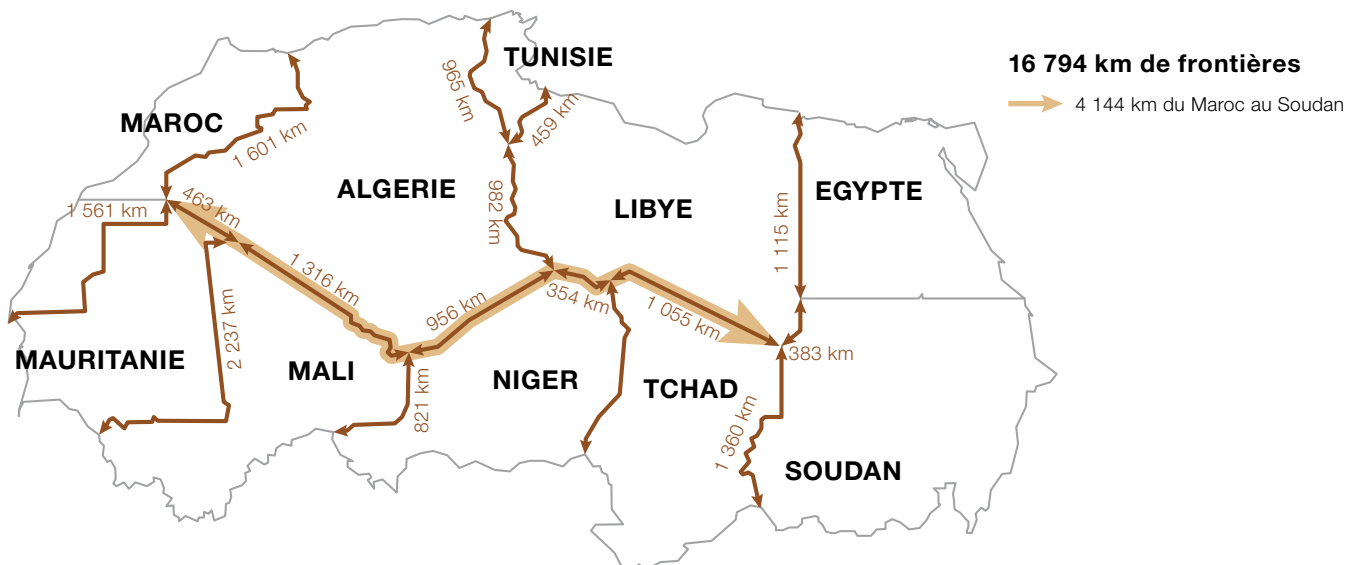 16 794 km de frontières
4 144 km du Maroc au Soudan
TUNISIE
965 km
459 km
MAROC
1 601 km
ALGERIE
982 km
LIBYE
EGYPTE
1 115 km
1 561 km
463 km
1 316 km
956 km
354 km
1 055 km
383 km
2 237 km
MAURITANIE
MALI
821 km
NIGER
TCHAD
1 360 km
SOUDAN